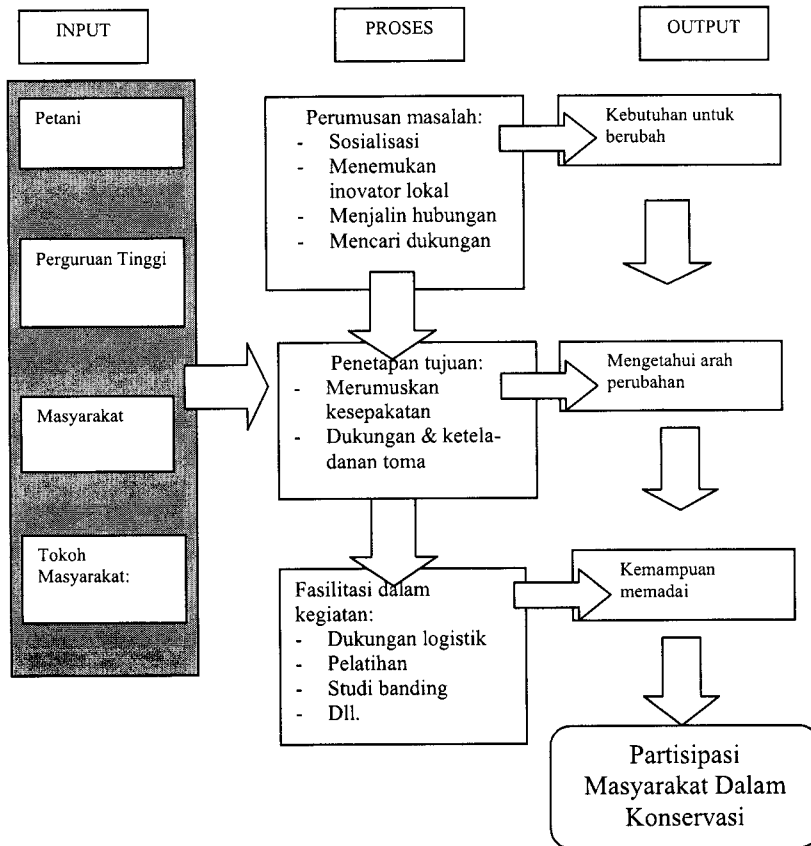 INPUT
PROSES
OUTPUT
Petani
Perguruan Tinggi
Masyarakat
Tokoh
Masyarakat:
Perumusan masalah:
- Sosialisasi
- Menemukan
inovator lokal
- Menjalin hubungan
- Mencari dukungan
Penetapan tujuan:
- Merumuskan
kesepakatan
- Dukungan & ketela-
danan toma
Fasilitasi dalam
kegiatan:
- Dukungan logistik
- Pelatihan
- Studi banding
- Dll.
Kebutuhan untuk
berubah
Mengetahui arah
perubahan
Kemampuan
memadai
Partisipasi
Masyarakat Dalam
Konservasi